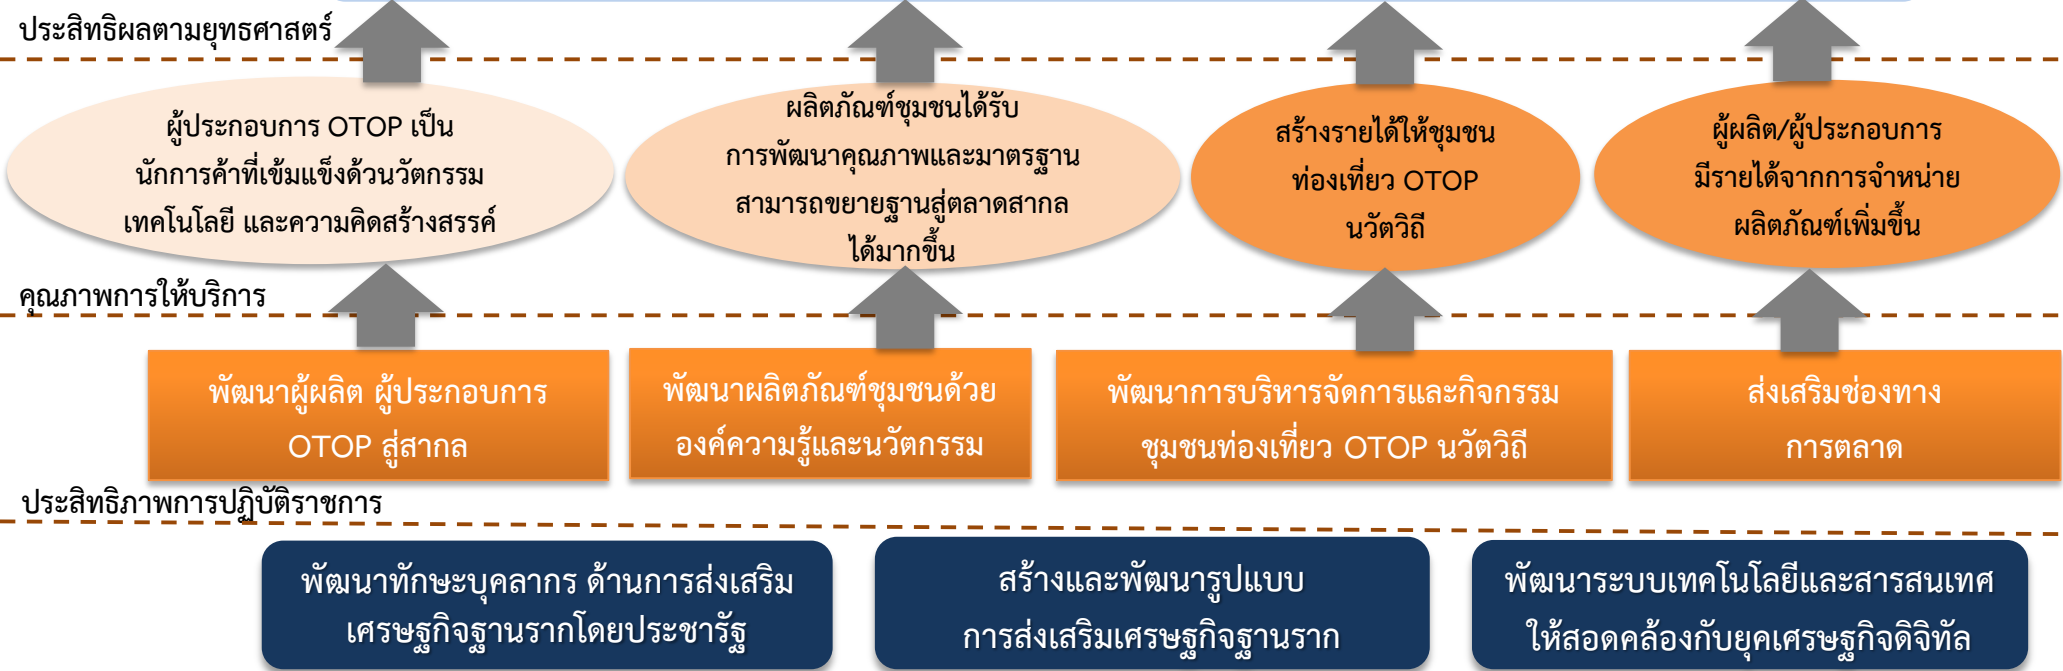 ประสิทธิผลตามยุทธศาสตร์
ผู้ประกอบการ OTOP เป็น
นักการค้าที่เข้มแข็งด้วนวัตกรรม
เทคโนโลยี และความคิดสร้างสรรค์
ผลิตภัณฑ์ชุมชนได้รับ
การพัฒนาคุณภาพและมาตรฐาน
สามารถขยายฐานสู่ตลาดสากล
ได้มากขึ้น
สร้างรายได้ให้ชุมชน
ท่องเที่ยว OTOP
นวัตวิถี
ผู้ผลิต/ผู้ประกอบการ
มีรายได้จากการจำหน่าย
ผลิตภัณฑ์เพิ่มขึ้น
คุณภาพการให้บริการ
พัฒนาผู้ผลิต ผู้ประกอบการ
OTOP สู่สากล
พัฒนาผลิตภัณฑ์ชุมชนด้วย
องค์ความรู้และนวัตกรรม
พัฒนาการบริหารจัดการและกิจกรรม
ชุมชนท่องเที่ยว OTOP นวัตวิถี
ส่งเสริมช่องทาง
การตลาด
ประสิทธิภาพการปฏิบัติราชการ
พัฒนาทักษะบุคลากร ด้านการส่งเสริม
เศรษฐกิจฐานรากโดยประชารัฐ
สร้างและพัฒนารูปแบบ
การส่งเสริมเศรษฐกิจฐานราก
พัฒนาระบบเทคโนโลยีและสารสนเทศ
ให้สอดคล้องกับยุคเศรษฐกิจดิจิทัล